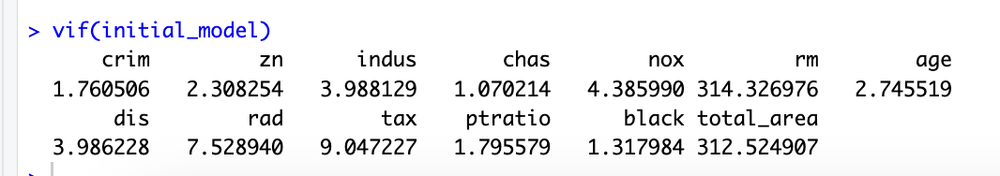 > vif(initial_model)
crim zn indus chas nox rm age
1.760506 2.308254 3.988129 1.070214 4.385990 314.326976 2.745519
dis rad tax ptratio black total_area
3.986228 7.528940 9.047227 1.795579 1.317984 312.524907
>